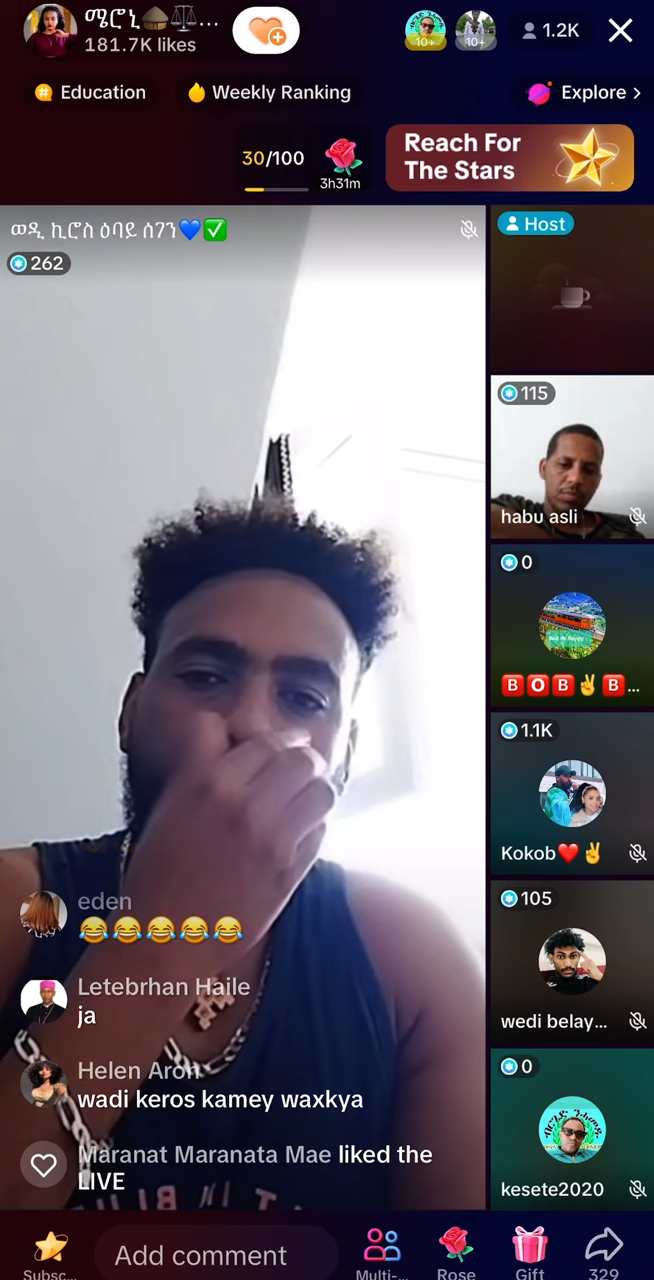 ሜሮኒ🛖⚖️...
181.7K likes
10+
10+
1.2K
Education
Weekly Ranking
Explore >
30/100
3h31m
Reach For
The Stars
ወዲ ኪሮስ ዕባይ ሰገን💙✅
262
Host
115
habu asli
0
🅱🅾🅱✌️🅱...
1.1K
Kokob❤️✌️
105
wedi belay...
0
kesete2020
eden
😂😂😂😂😂
Letebrhan Haile
ja
Helen Aron
wadi keros kamey waxkya
Maranat Maranata Mae liked the
LIVE
Subsc...
Add comment
Multi-...
Rose
Gift
329